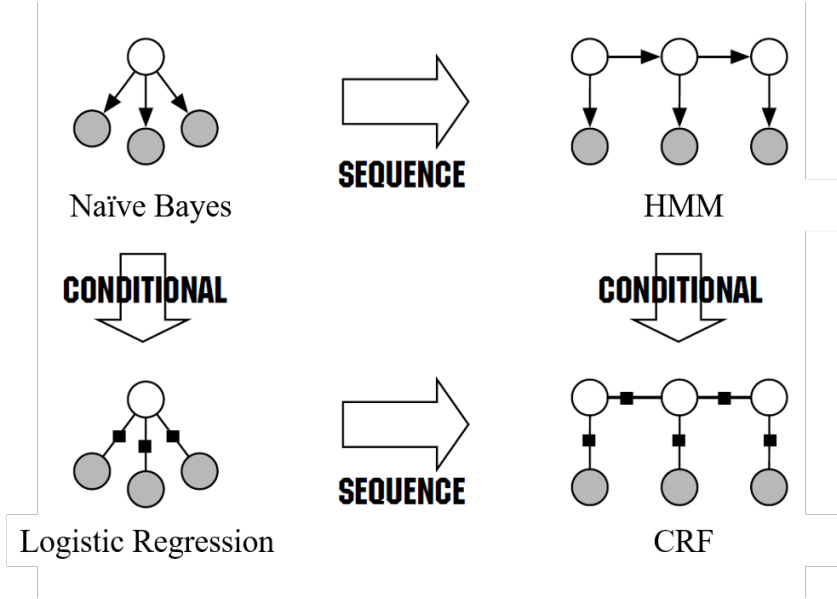 SEQUENCE
Naïve Bayes
HMM
CONDITIONAL
CONDITIONAL
SEQUENCE
Logistic Regression
CRF